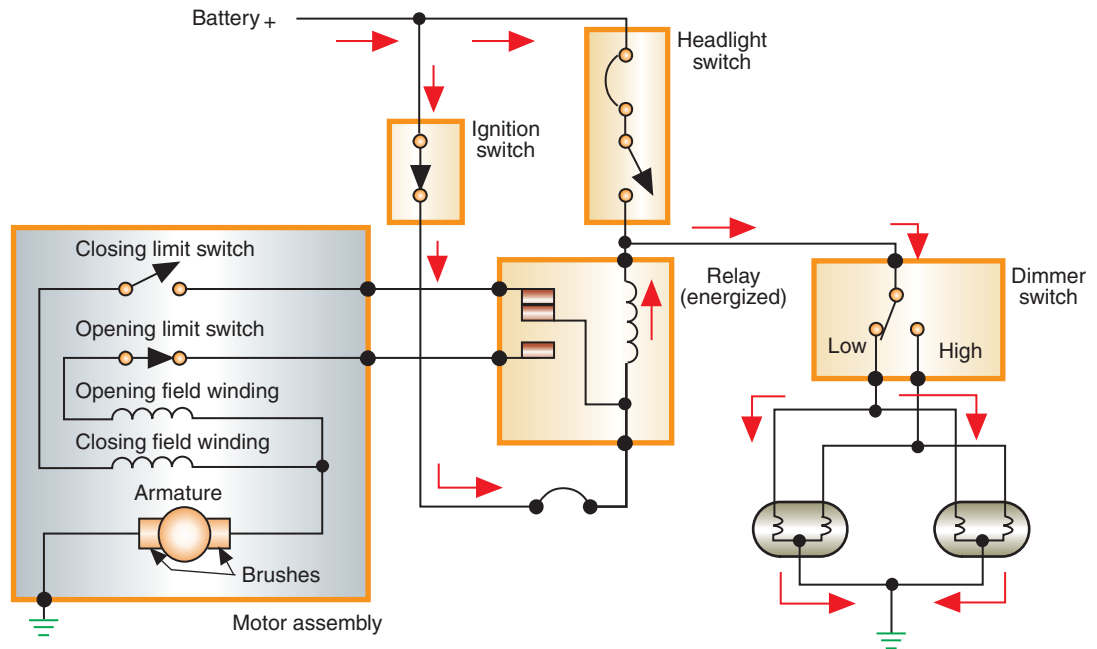 Battery +
Headlight
switch
Ignition
switch
Closing limit switch
Relay
(energized)
Dimmer
switch
Opening limit switch
Low
High
Opening field winding
Closing field winding
Armature
Brushes
Motor assembly